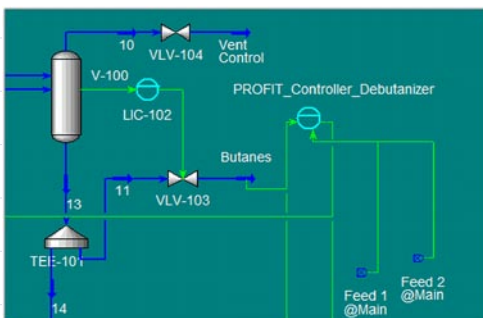 10
VLV-104
Vent
Control
V-100
LIC-102
PROFIT_Controller_Debutanizer
Butanes
11
VLV-103
13
TEE-101
14
Feed 1
@Main
Feed 2
@Main